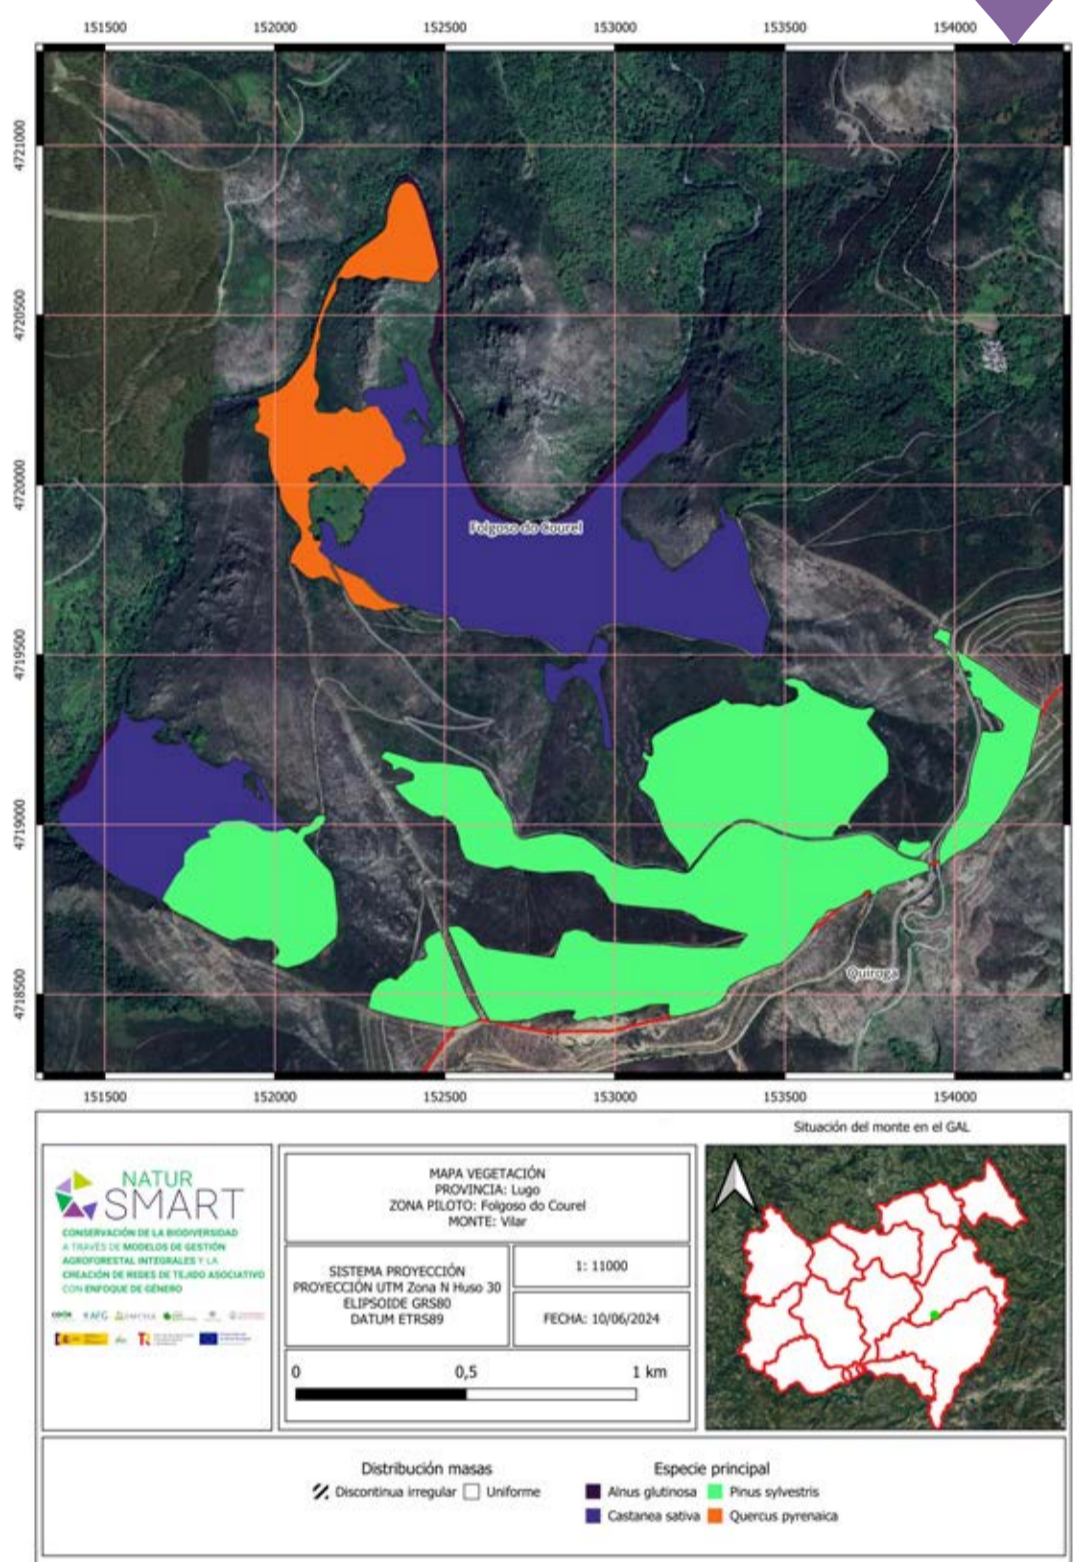 151500 152000 152500 153000 153500 154000
4721000
4720500
4720000
4719500
4719000
4718500
Folgoso do Courel
Quiroga
151500 152000 152500 153000 153500 154000
Situación del monte en el GAL
NATUR
SMART
CONSERVACIÓN DE LA BIODIVERSIDAD
A TRAVÉS DE MODELOS DE GESTIÓN
AGROFORESTAL INTEGRALES Y LA
CREACIÓN DE REDES DE TEJIDO ASOCIATIVO
CON ENFOQUE DE GÉNERO
MAPA VEGETACIÓN
PROVINCIA: Lugo
ZONA PILOTO: Folgoso do Courel
MONTE: Vilar
SISTEMA PROYECCIÓN
PROYECCIÓN UTM Zona N Huso 30
ELIPSOIDE GRS80
DATUM ETRS89
1: 11000
FECHA: 10/06/2024
0 0,5 1 km
Distribución masas
Discontinua irregular Uniforme
Especie principal
Alnus glutinosa Pinus sylvestris
Castanea sativa Quercus pyrenaica